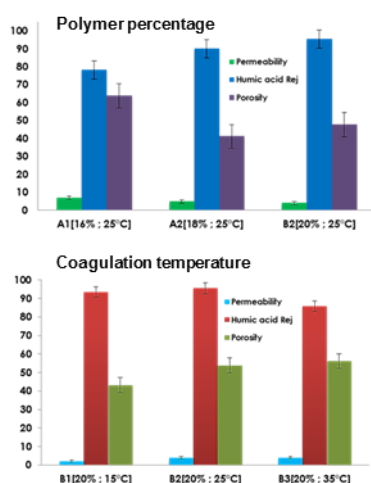 Polymer percentage
100
90
80
70
60
50
40
30
20
10
0
Permeability
Humic acid Rej
Porosity
A1[16% ; 25°C] A2[18% ; 25°C] B2[20% ; 25°C]
Coagulation temperature
100
90
80
70
60
50
40
30
20
10
0
Permeability
Humic acid Rej
Porosity
B1[20% ; 15°C] B2[20% ; 25°C] B3[20% ; 35°C]